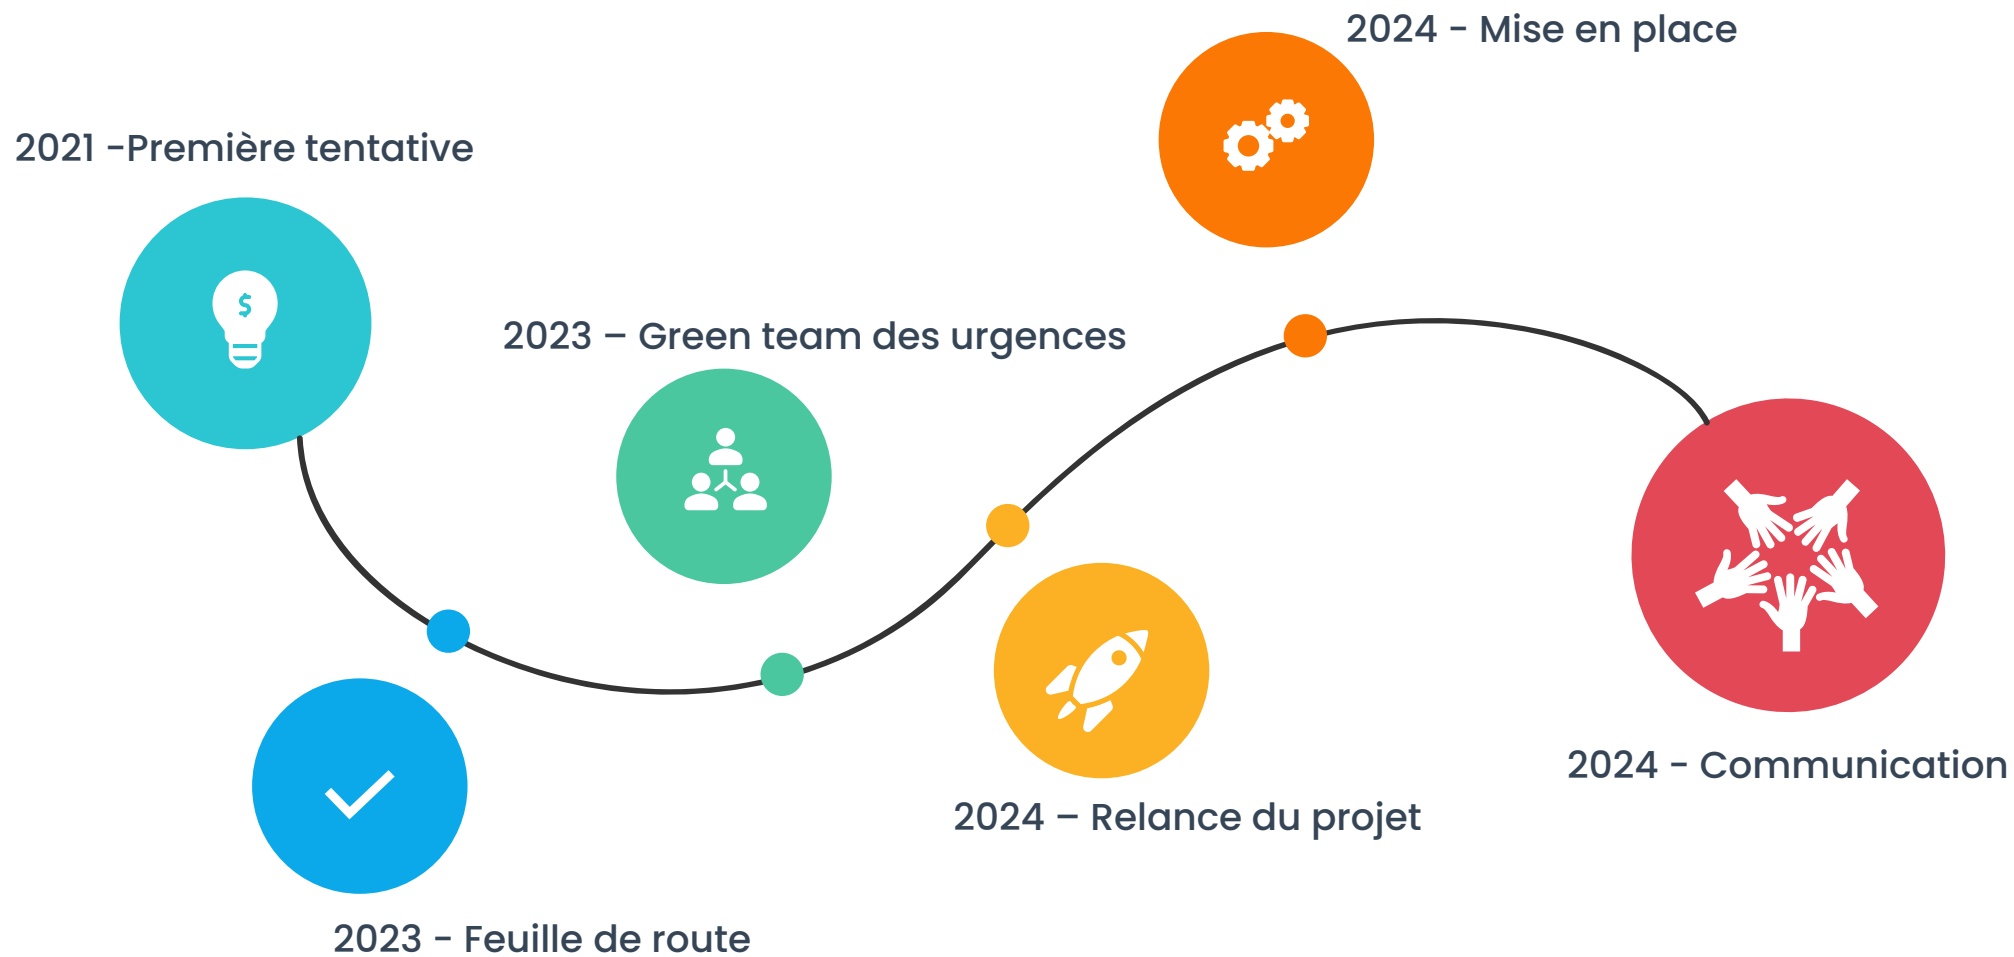 2021 -Première tentative
2023 - Feuille de route
2023 – Green team des urgences
2024 – Relance du projet
2024 - Mise en place
2024 - Communication
$